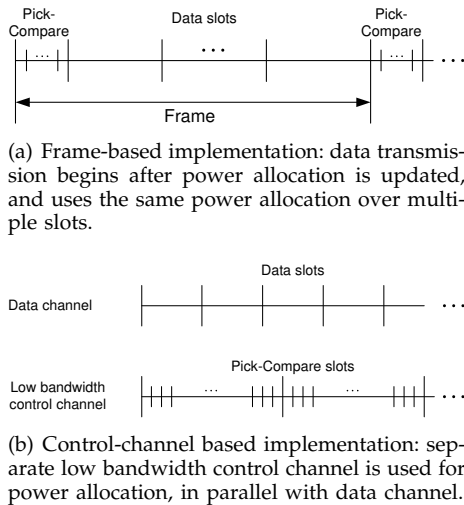 Pick-
Compare
Data slots
Pick-
Compare
...
...
...
...
Frame
(a) Frame-based implementation: data transmis-
sion begins after power allocation is updated,
and uses the same power allocation over multi-
ple slots.
Data slots
Data channel
...
Pick-Compare slots
Low bandwidth
control channel
...
...
...
(b) Control-channel based implementation: sep-
arate low bandwidth control channel is used for
power allocation, in parallel with data channel.